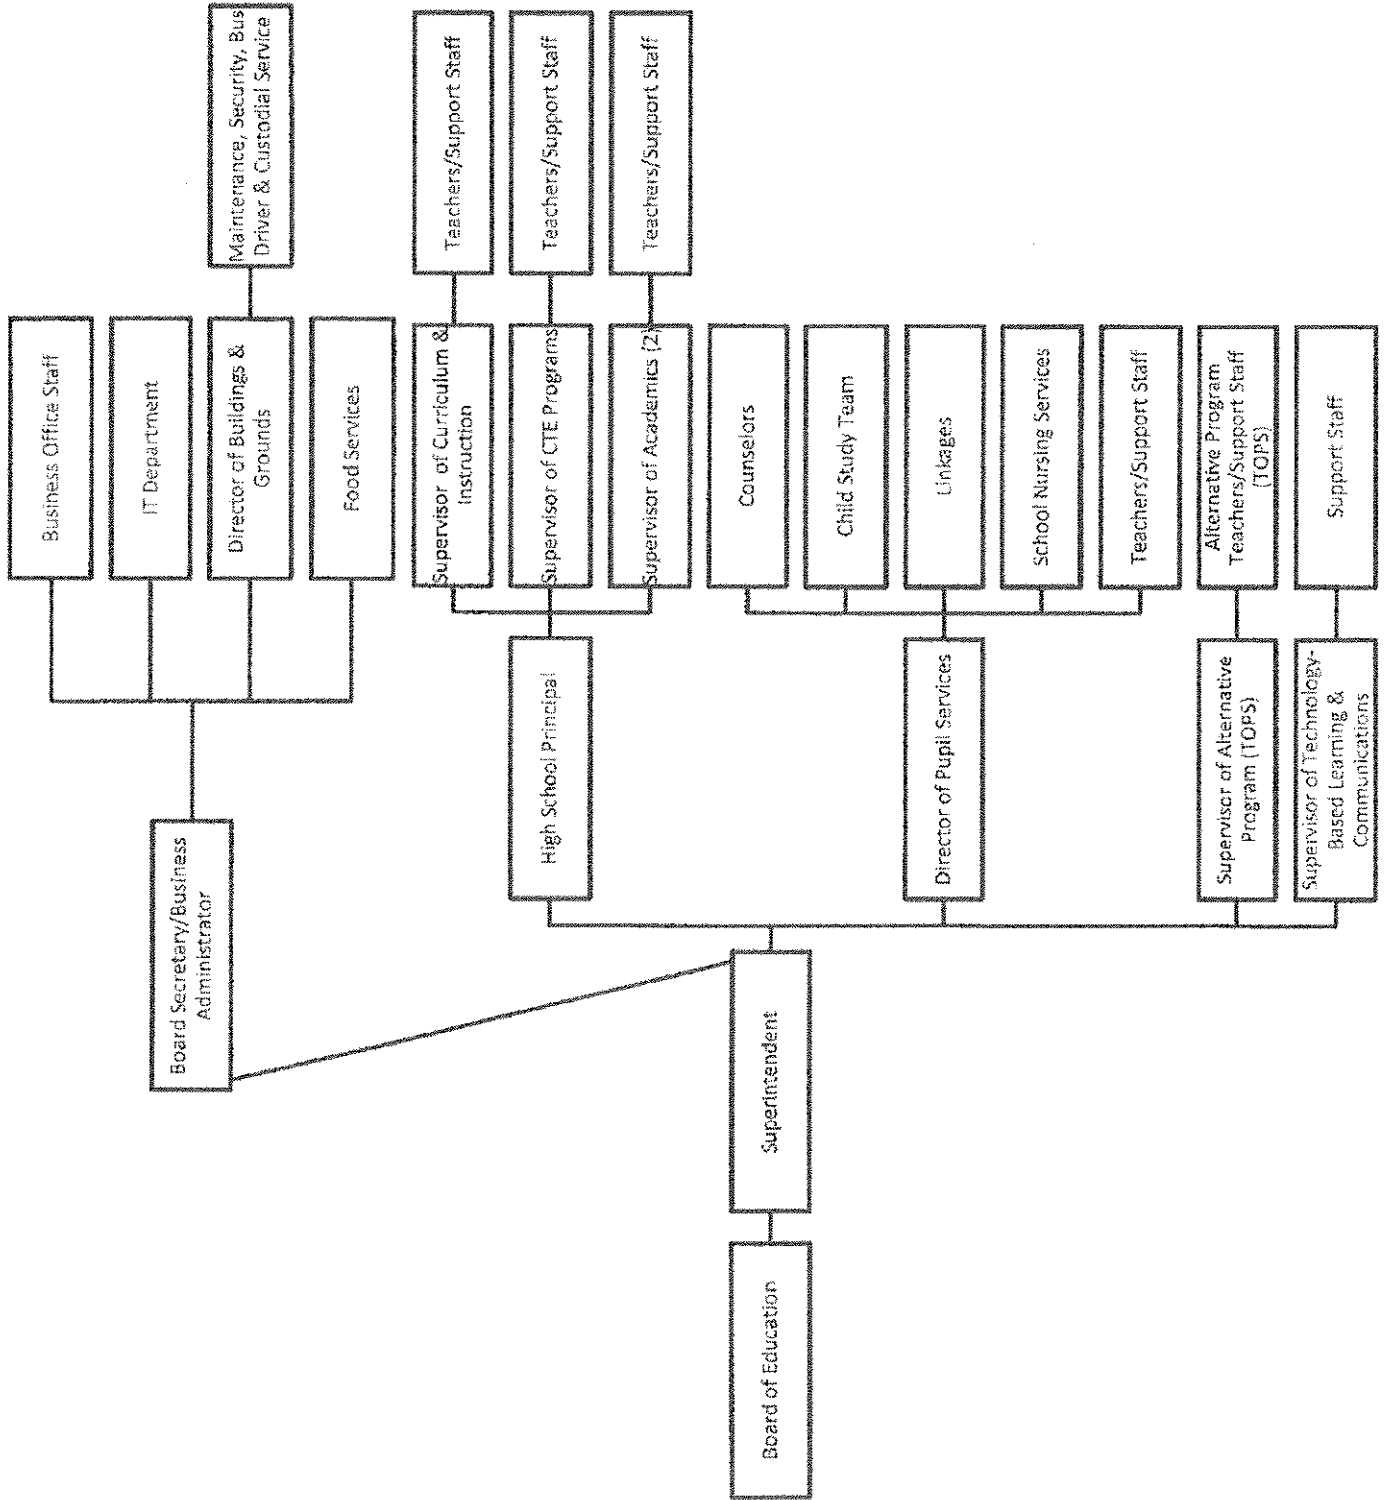 Board of Education
Superintendent
Board Secretary/Business
Administrator
Business Office Staff
IT Department
Director of Buildings &
Grounds
Maintenance, Security, Bus
Driver & Custodial Service
Food Services
High School Principal
Supervisor of Curriculum &
Instruction
Teachers/Support Staff
Supervisor of CTE Programs
Teachers/Support Staff
Supervisor of Academics (2)
Teachers/Support Staff
Director of Pupil Services
Counselors
Child Study Team
Linkages
School Nursing Services
Teachers/Support Staff
Supervisor of Alternative
Program (TOPS)
Alternative Program
Teachers/Support Staff
(TOPS)
Supervisor of Technology-
Based Learning &
Communications
Support Staff